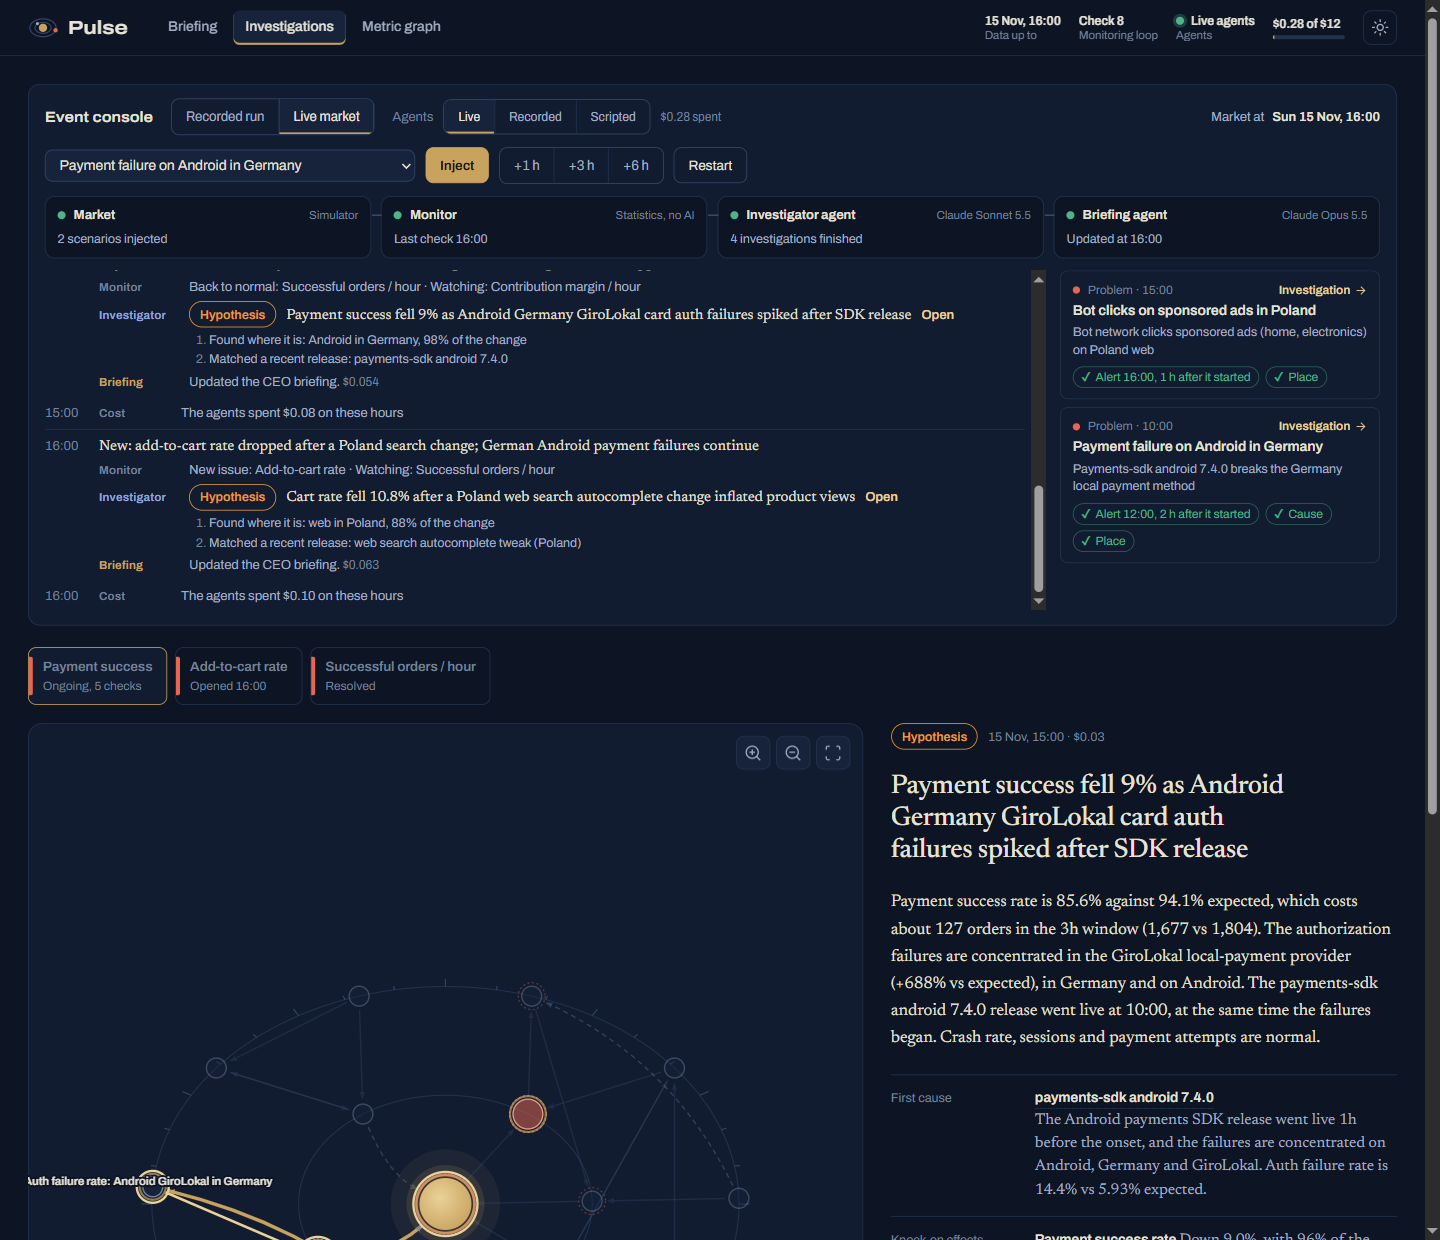 Pulse
Briefing
Investigations
Metric graph
15 Nov, 16:00
Data up to
Check 8
Monitoring loop
Live agents
Agents
$0.28 of $12
Event console
Recorded run
Live market
Agents
Live
Recorded
Scripted
$0.28 spent
Market at Sun 15 Nov, 16:00
Payment failure on Android in Germany
Inject
+1 h
+3 h
+6 h
Restart
Market
Simulator
2 scenarios injected
Monitor
Statistics, no AI
Last check 16:00
Investigator agent
Claude Sonnet 5.5
4 investigations finished
Briefing agent
Claude Opus 5.5
Updated at 16:00
Monitor
Back to normal: Successful orders / hour · Watching: Contribution margin / hour
Investigator
Hypothesis
Payment success fell 9% as Android Germany GiroLokal card auth failures spiked after SDK release Open
1. Found where it is: Android in Germany, 98% of the change
2. Matched a recent release: payments-sdk android 7.4.0
Briefing
Updated the CEO briefing. $0.054
15:00
Cost
The agents spent $0.08 on these hours
16:00
New: add-to-cart rate dropped after a Poland search change; German Android payment failures continue
Monitor
New issue: Add-to-cart rate · Watching: Successful orders / hour
Investigator
Hypothesis
Cart rate fell 10.8% after a Poland web search autocomplete change inflated product views Open
1. Found where it is: web in Poland, 88% of the change
2. Matched a recent release: web search autocomplete tweak (Poland)
Briefing
Updated the CEO briefing. $0.063
16:00
Cost
The agents spent $0.10 on these hours
Problem · 15:00
Investigation →
Bot clicks on sponsored ads in Poland
Bot network clicks sponsored ads (home, electronics)
on Poland web
✓ Alert 16:00, 1 h after it started
✓ Place
Problem · 10:00
Investigation →
Payment failure on Android in Germany
Payments-sdk android 7.4.0 breaks the Germany
local payment method
✓ Alert 12:00, 2 h after it started
✓ Cause
✓ Place
Payment success
Ongoing, 5 checks
Add-to-cart rate
Opened 16:00
Successful orders / hour
Resolved
Auth failure rate: Android GiroLokal in Germany
Hypothesis
15 Nov, 15:00 · $0.03
Payment success fell 9% as Android
Germany GiroLokal card auth
failures spiked after SDK release
Payment success rate is 85.6% against 94.1% expected, which costs
about 127 orders in the 3h window (1,677 vs 1,804). The authorization
failures are concentrated in the GiroLokal local-payment provider
(+688% vs expected), in Germany and on Android. The payments-sdk
android 7.4.0 release went live at 10:00, at the same time the failures
began. Crash rate, sessions and payment attempts are normal.
First cause
payments-sdk android 7.4.0
The Android payments SDK release went live 1h
before the onset, and the failures are concentrated on
Android, Germany and GiroLokal. Auth failure rate is
14.4% vs 5.93% expected.
Knock-on effects
Payment success rate Down 9.0%, with 96% of the